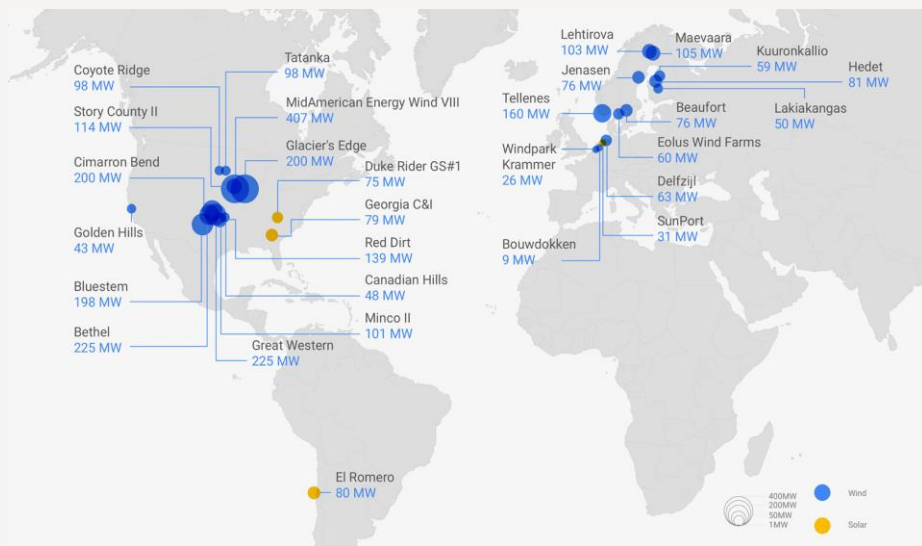 Coyote Ridge
98 MW
Tatanka
98 MW
Story County II
114 MW
MidAmerican Energy Wind VIII
407 MW
Cimarron Bend
200 MW
Glacier's Edge
200 MW
Duke Rider GS#1
75 MW
Georgia C&I
79 MW
Golden Hills
43 MW
Red Dirt
139 MW
Bluestem
198 MW
Canadian Hills
48 MW
Bethel
225 MW
Minco II
101 MW
Great Western
225 MW
El Romero
80 MW
Lehtirova
103 MW
Maevaara
105 MW
Kuuronkallio
59 MW
Hedet
81 MW
Jenasen
76 MW
Tellenes
160 MW
Beaufort
76 MW
Lakiakangas
50 MW
Windpark
Krammer
26 MW
Eolus Wind Farms
60 MW
Delfzijl
63 MW
SunPort
31 MW
Bouwdokken
9 MW
400MW
200MW
50MW
1MW
Wind
Solar